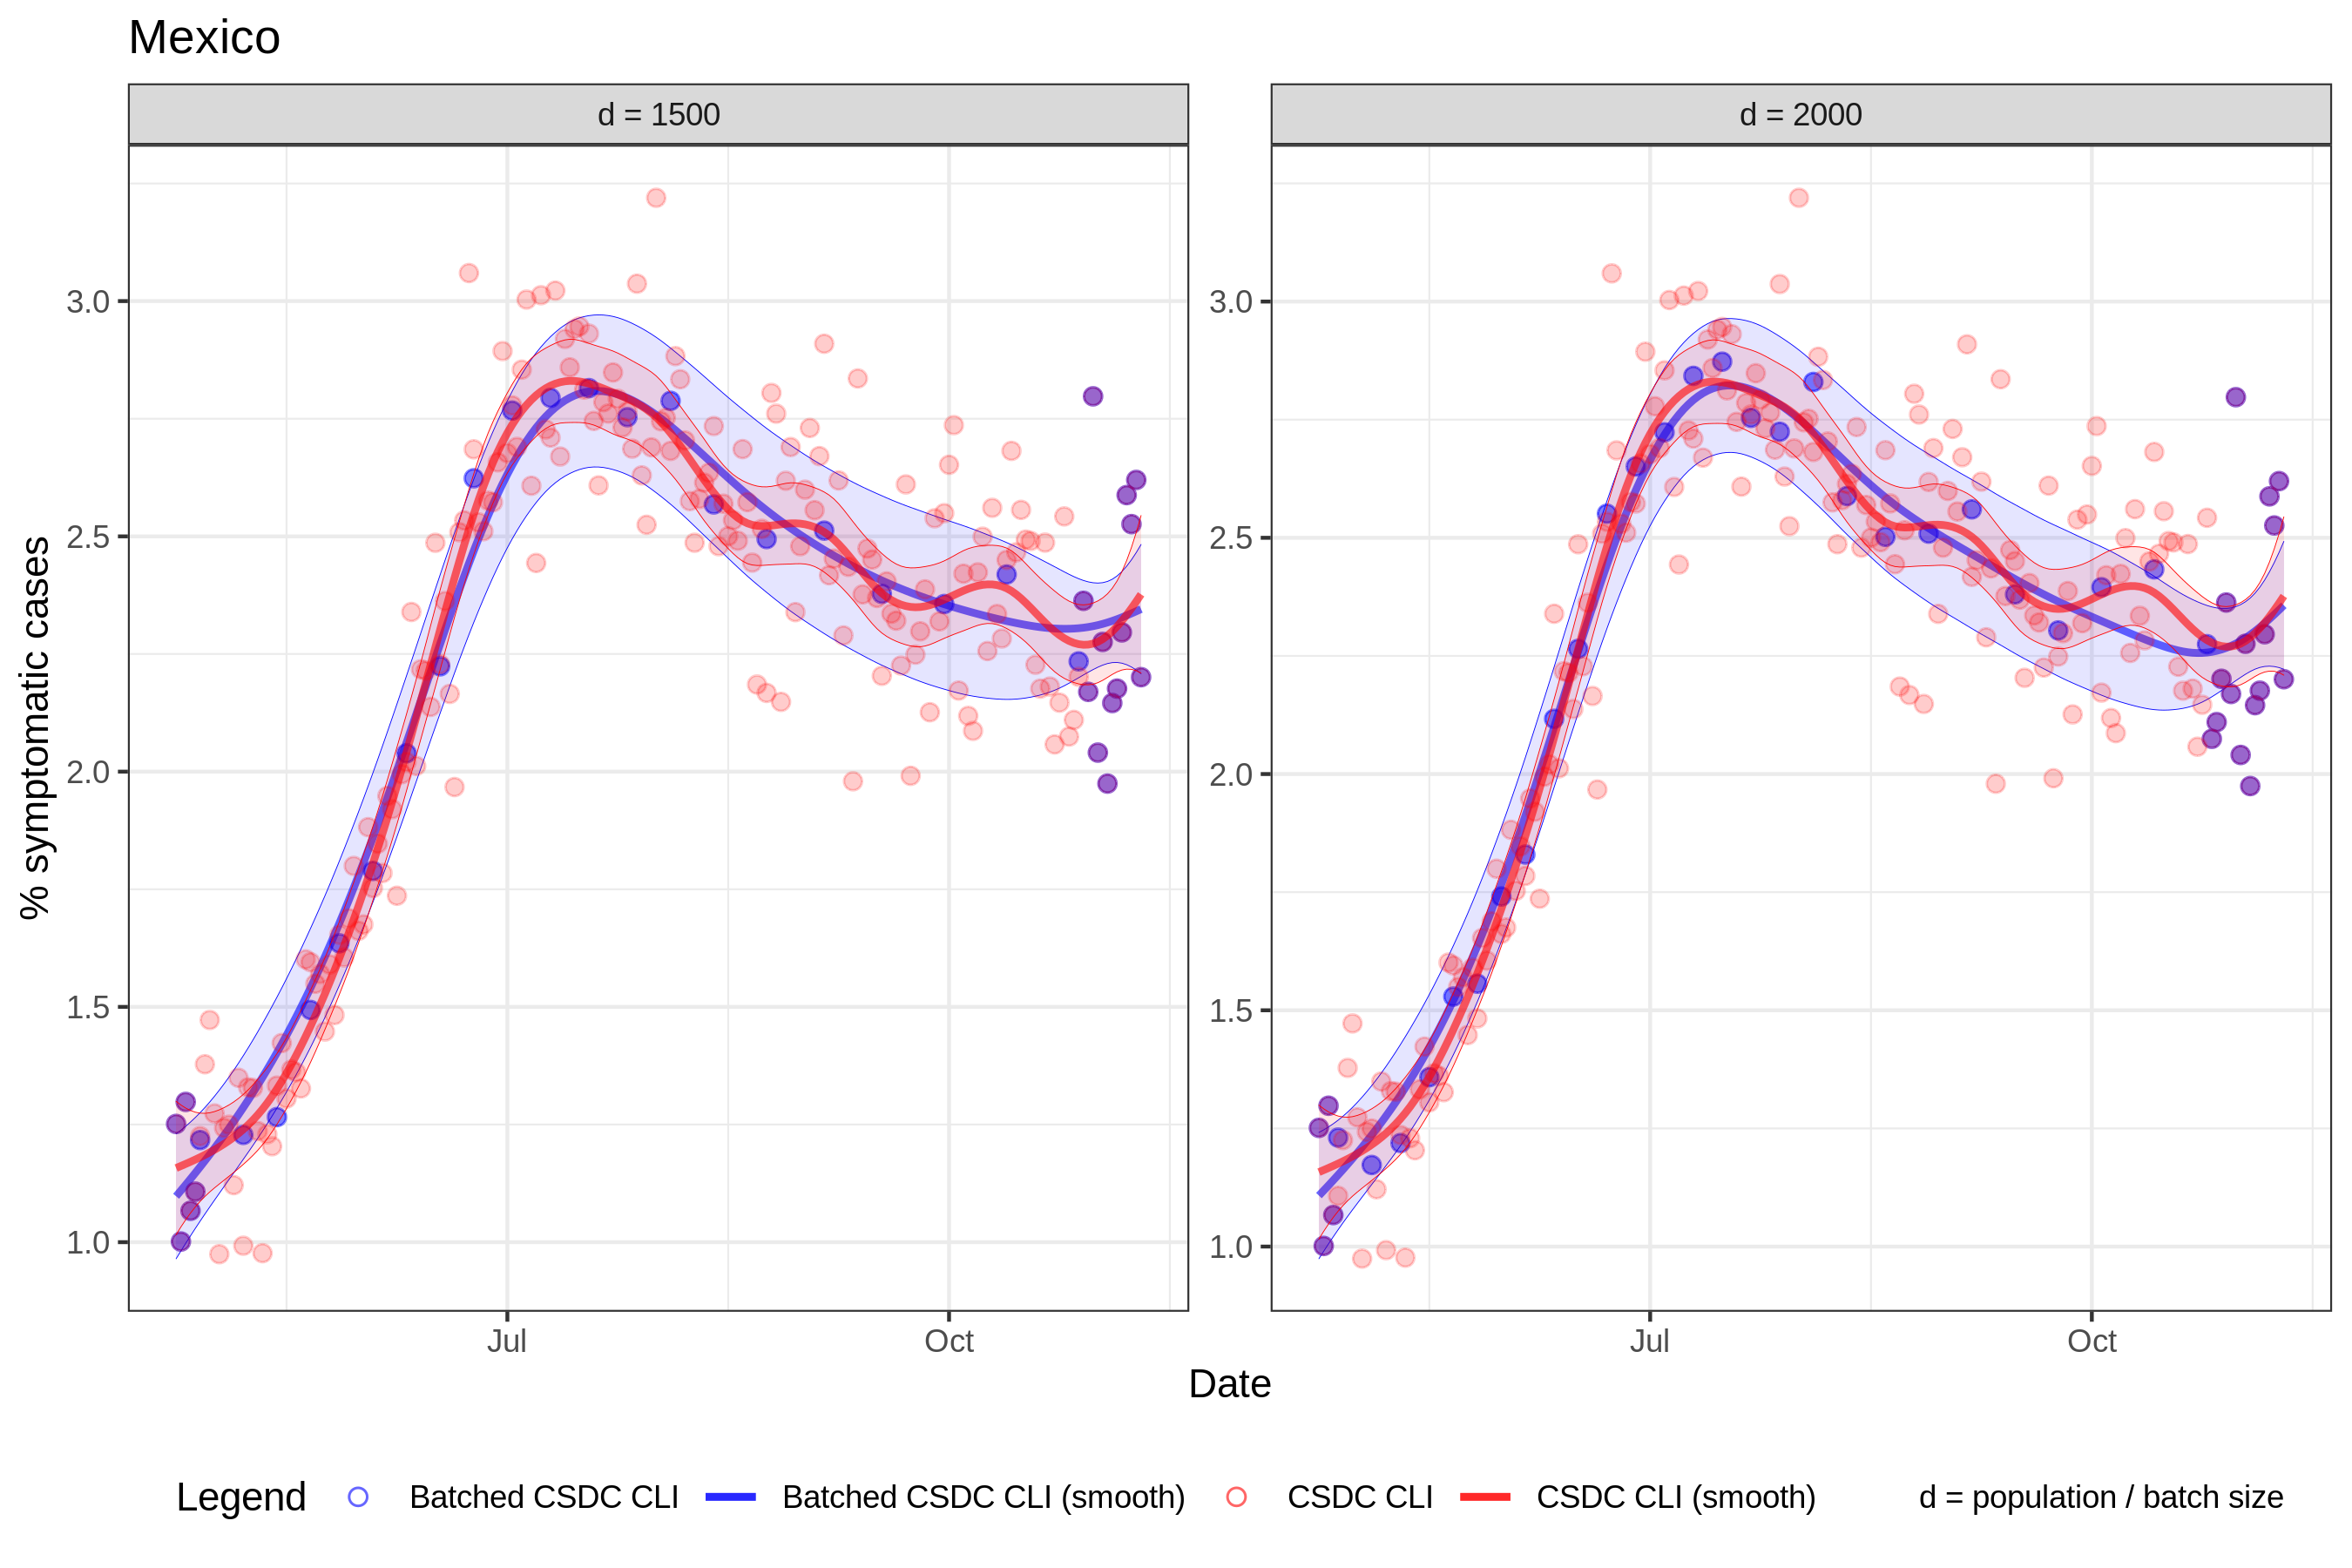 Mexico
d = 1500
d = 2000
% symptomatic cases
3.0
2.5
2.0
1.5
1.0
3.0
2.5
2.0
1.5
1.0
Jul
Oct
Jul
Oct
Date
Legend
Batched CSDC CLI
Batched CSDC CLI (smooth)
CSDC CLI
CSDC CLI (smooth)
d = population / batch size